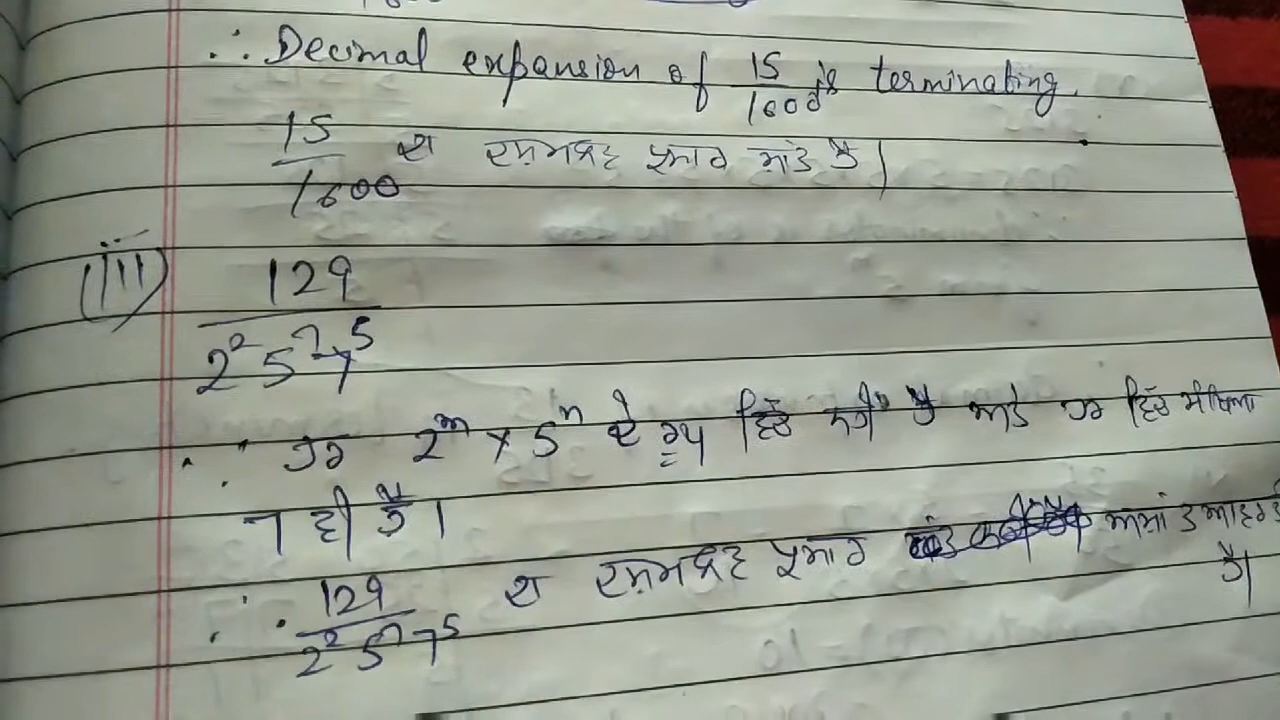 ∴ Decimal expansion of 15/1600 is terminating.
15/1600 ਦਾ ਦਸ਼ਮਲਵ ਪ੍ਰਸਾਰ ਸ਼ਾਂਤ ਹੈ।
(iii) 129/2²5⁷7⁵
∵ ਹਰ 2ᵐ × 5ⁿ ਦੇ ਰੂਪ ਵਿੱਚ ਨਹੀਂ ਹੈ ਅਤੇ ਹਰ ਵਿੱਚ
ਹੈ।
∴ 129/2²5⁷7⁵ ਦਾ ਦਸ਼ਮਲਵ ਪ੍ਰਸਾਰ ਅਸ਼ਾਂਤ ਆਵਰਤੀ
ਹੈ।